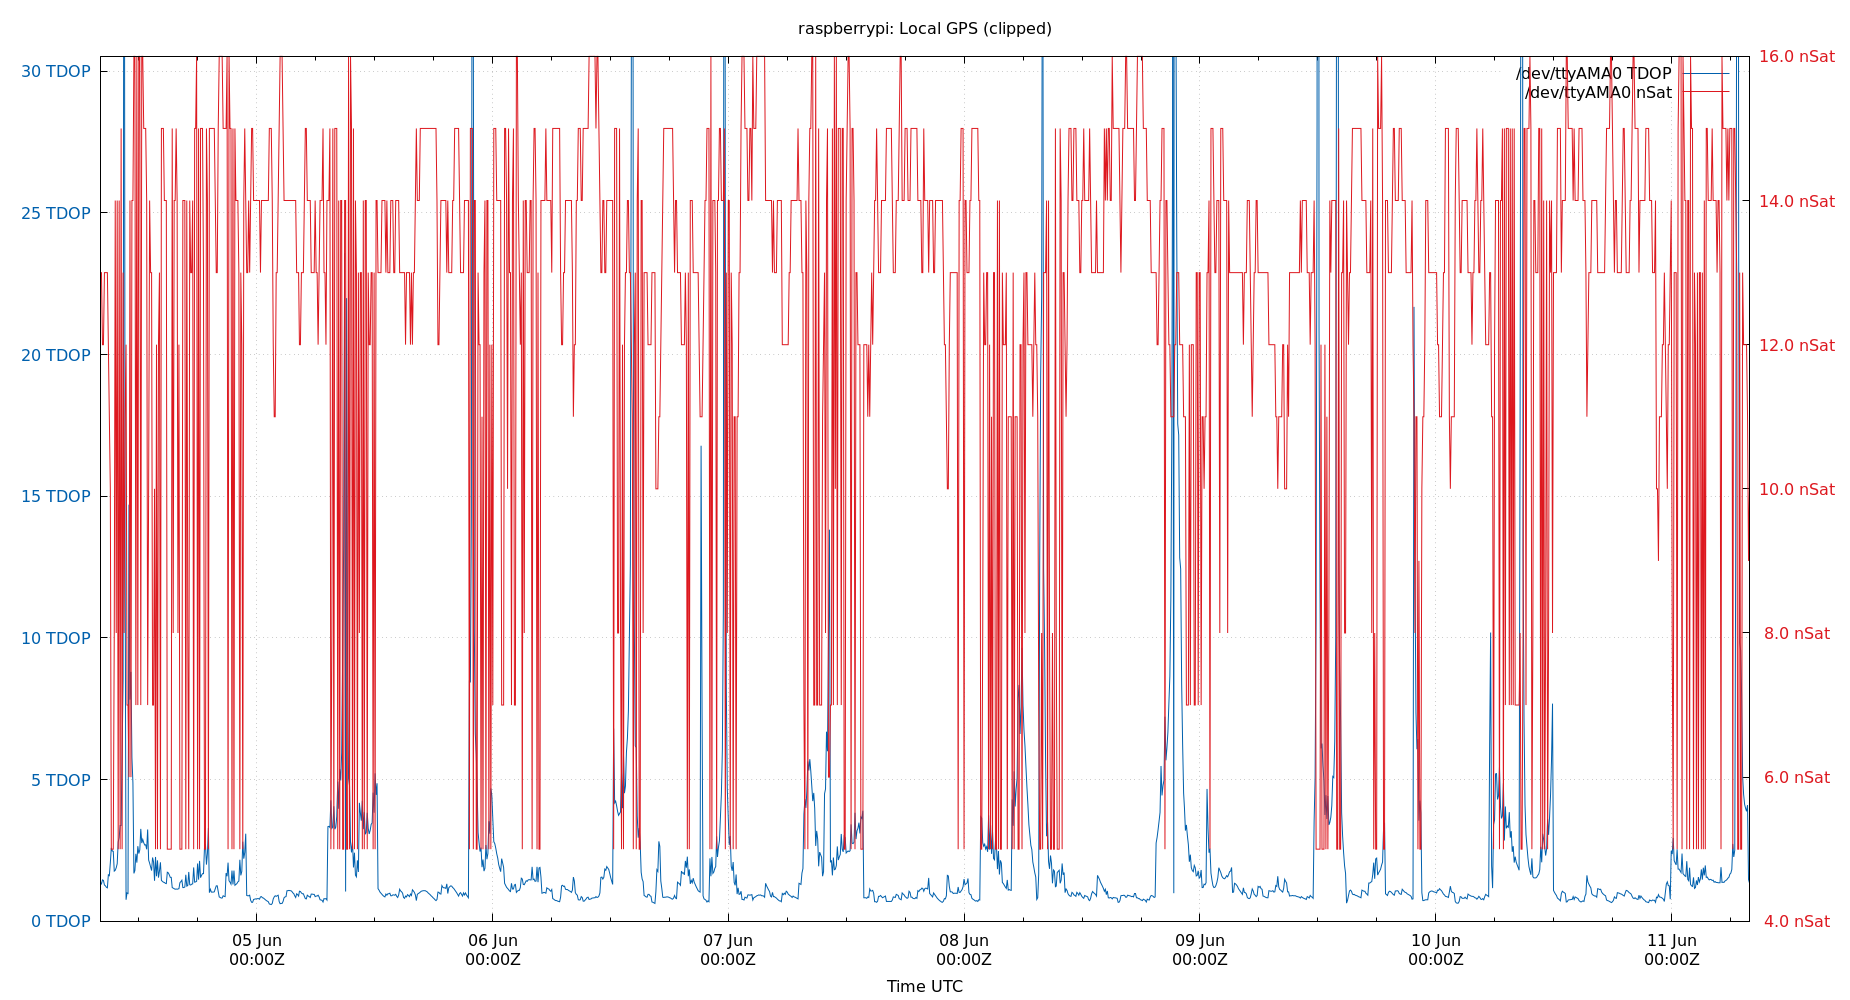 raspberrypi: Local GPS (clipped)
30 TDOP
25 TDOP
20 TDOP
15 TDOP
10 TDOP
5 TDOP
0 TDOP
16.0 nSat
14.0 nSat
12.0 nSat
10.0 nSat
8.0 nSat
6.0 nSat
4.0 nSat
/dev/ttyAMA0 TDOP
/dev/ttyAMA0 nSat
05 Jun 06 Jun 07 Jun 08 Jun 09 Jun 10 Jun 11 Jun
00:00Z 00:00Z 00:00Z 00:00Z 00:00Z 00:00Z 00:00Z
Time UTC